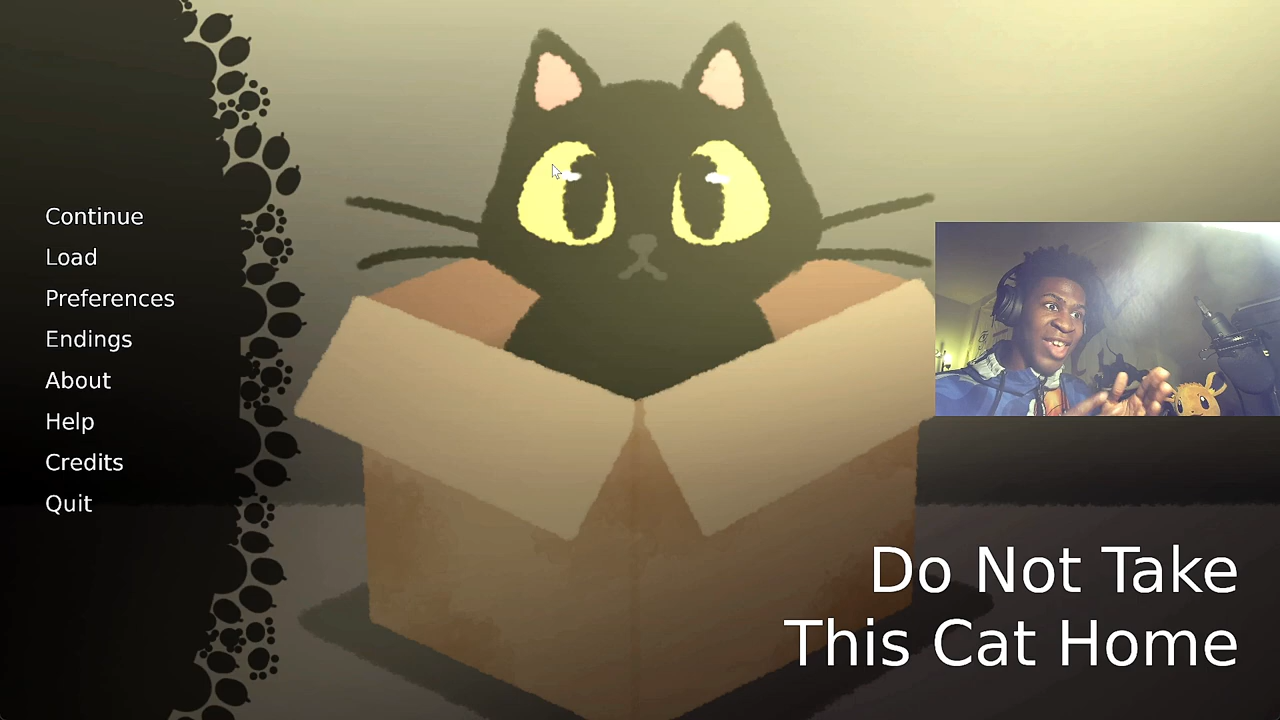 Continue
Load
Preferences
Endings
About
Help
Credits
Quit
Do Not Take
This Cat Home